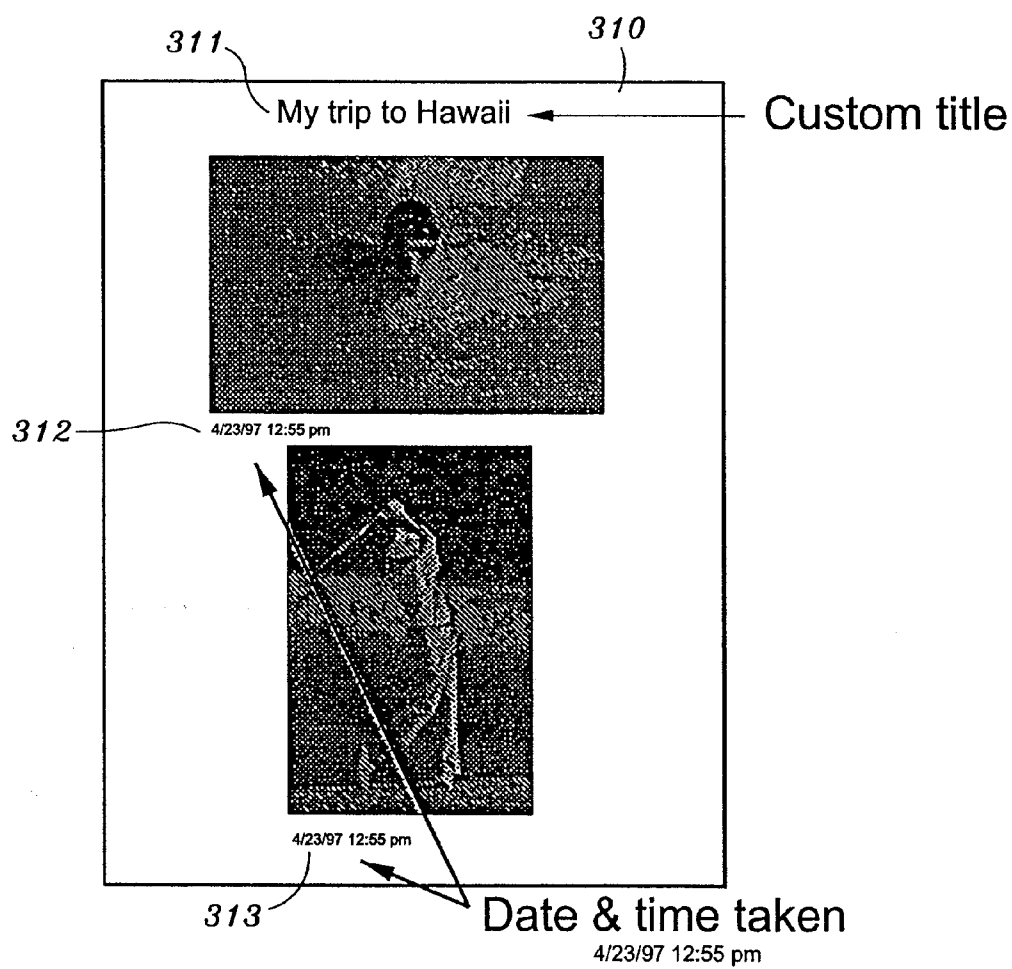 311
310
My trip to Hawaii
Custom title
312
4/23/97 12:55 pm
4/23/97 12:55 pm
313
Date & time taken
4/23/97 12:55 pm